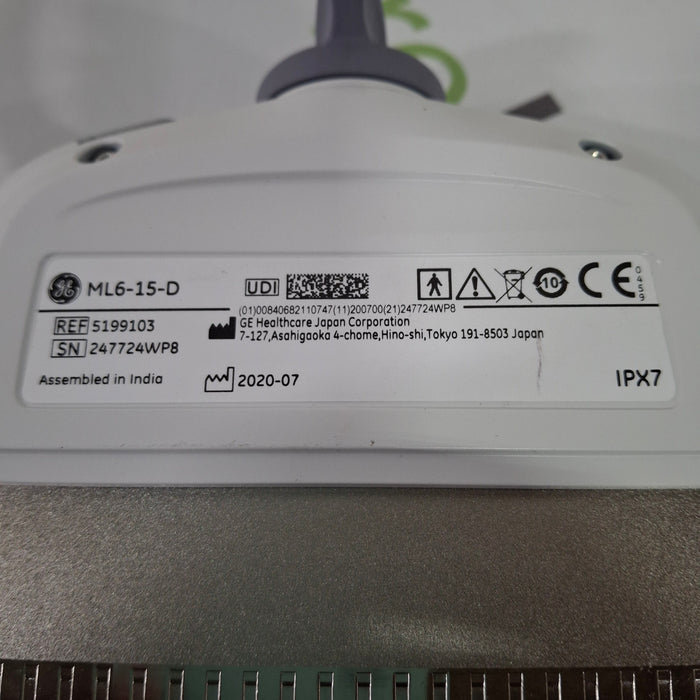 GE ML6-15-D UDI
(01)00840682110747(11)200700(21)247724WP8
REF 5199103
SN 247724WP8
GE Healthcare Japan Corporation
7-127,Asahigaoka 4-chome,Hino-shi,Tokyo 191-8503 Japan
Assembled in India
2020-07
IPX7
10
CE 0459